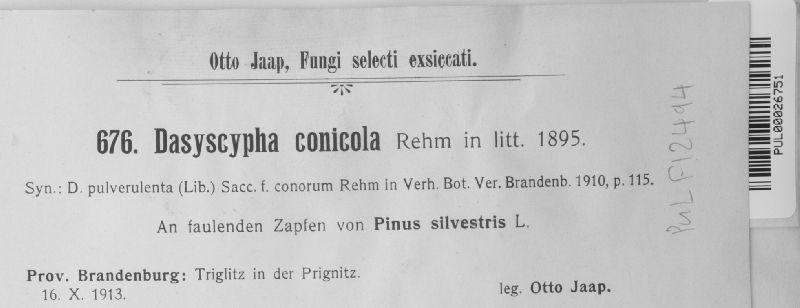 Otto Jaap, Fungi selecti exsiccati.
676. Dasyscypha conicola Rehm in litt. 1895.
Syn.: D. pulverulenta (Lib.) Sacc. f. conorum Rehm in Verh. Bot. Ver. Brandenb. 1910, p. 115.
An faulenden Zapfen von Pinus silvestris L.
Prov. Brandenburg: Triglitz in der Prignitz.
16. X. 1913.
leg. Otto Jaap.
PUL F12494
PUL00026751